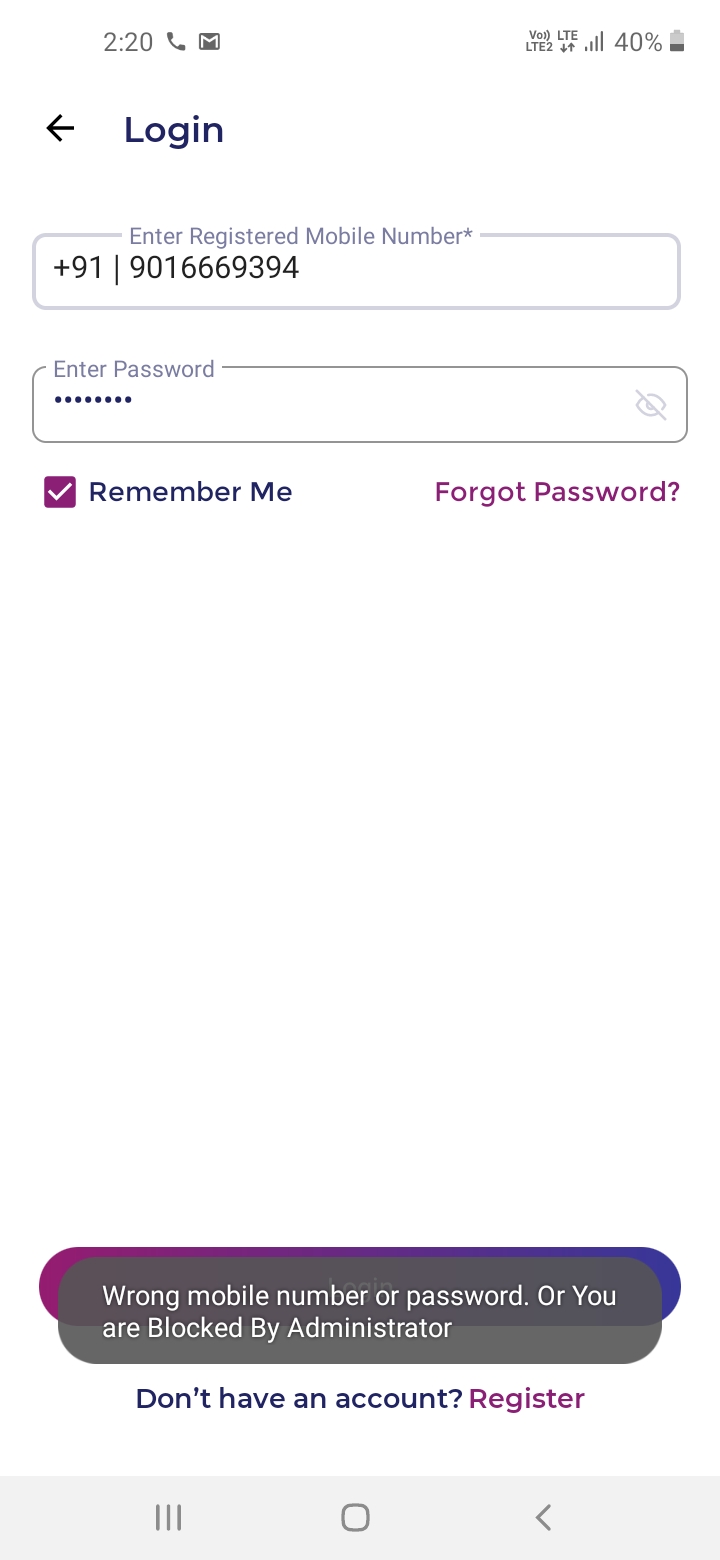 2:20
Vo)) LTE
LTE2
40%
Login
Enter Registered Mobile Number*
+91 | 9016669394
Enter Password
••••••••
Remember Me
Forgot Password?
Login
Wrong mobile number or password. Or You
are Blocked By Administrator
Don’t have an account? Register